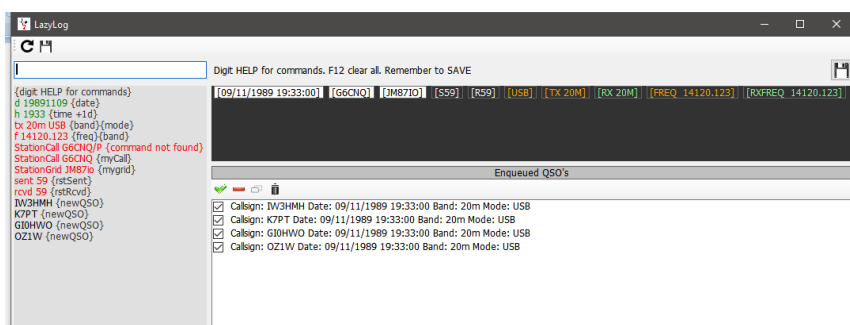 LazyLog
Digit HELP for commands. F12 clear all. Remember to SAVE
{digit HELP for commands}
d 19891109 {date}
h 1933 {time +1d}
tx 20m USB {band}{mode}
f 14120.123 {freq}{band}
StationCall G6CNQ/P {command not found}
StationCall G6CNQ {myCall}
StationGrid JM87io {mygrid}
sent 59 {rstSent}
rcvd 59 {rstRcvd}
IW3HMH {newQSO}
K7PT {newQSO}
GI0HWO {newQSO}
OZ1W {newQSO}
[09/11/1989 19:33:00] [G6CNQ] [JM87IO] [S59] [R59] [USB] [TX 20M] [RX 20M] [FREQ 14120.123] [RXFREQ 14120.123]
Enqueued QSO's
Callsign: IW3HMH Date: 09/11/1989 19:33:00 Band: 20m Mode: USB
Callsign: K7PT Date: 09/11/1989 19:33:00 Band: 20m Mode: USB
Callsign: GI0HWO Date: 09/11/1989 19:33:00 Band: 20m Mode: USB
Callsign: OZ1W Date: 09/11/1989 19:33:00 Band: 20m Mode: USB